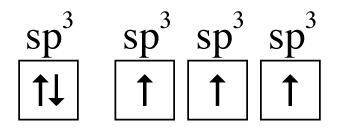 sp³ sp³ sp³ sp³
↑↓ ↑ ↑ ↑